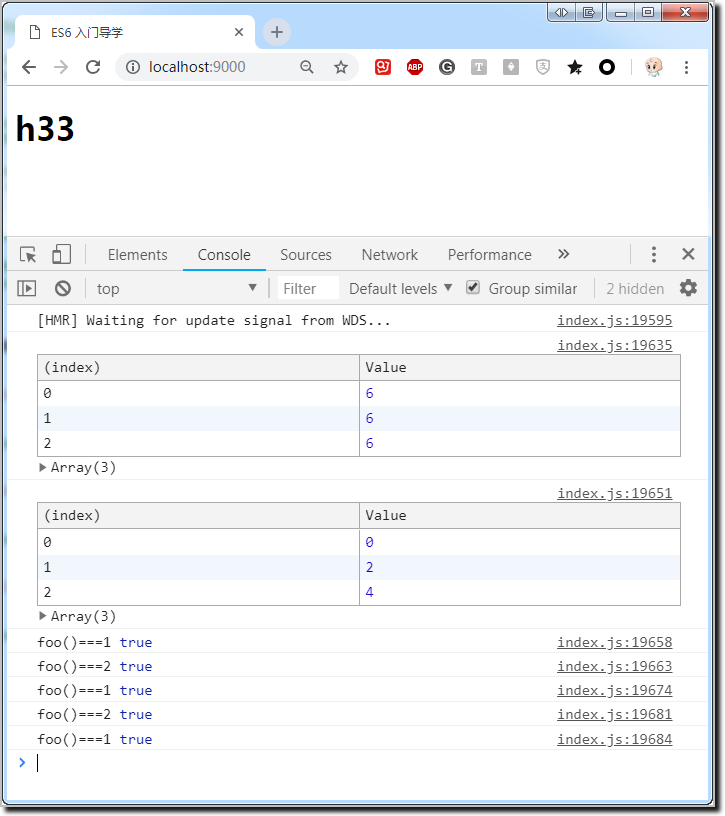 ES6 入门导学
localhost:9000
ABP
G
T
h33
Elements Console Sources Network Performance
top Filter Default levels Group similar 2 hidden
[HMR] Waiting for update signal from WDS... index.js:19595
index.js:19635
(index) Value
0 6
1 6
2 6
Array(3)
index.js:19651
(index) Value
0 0
1 2
2 4
Array(3)
foo()===1 true index.js:19658
foo()===2 true index.js:19663
foo()===1 true index.js:19674
foo()===2 true index.js:19681
foo()===1 true index.js:19684